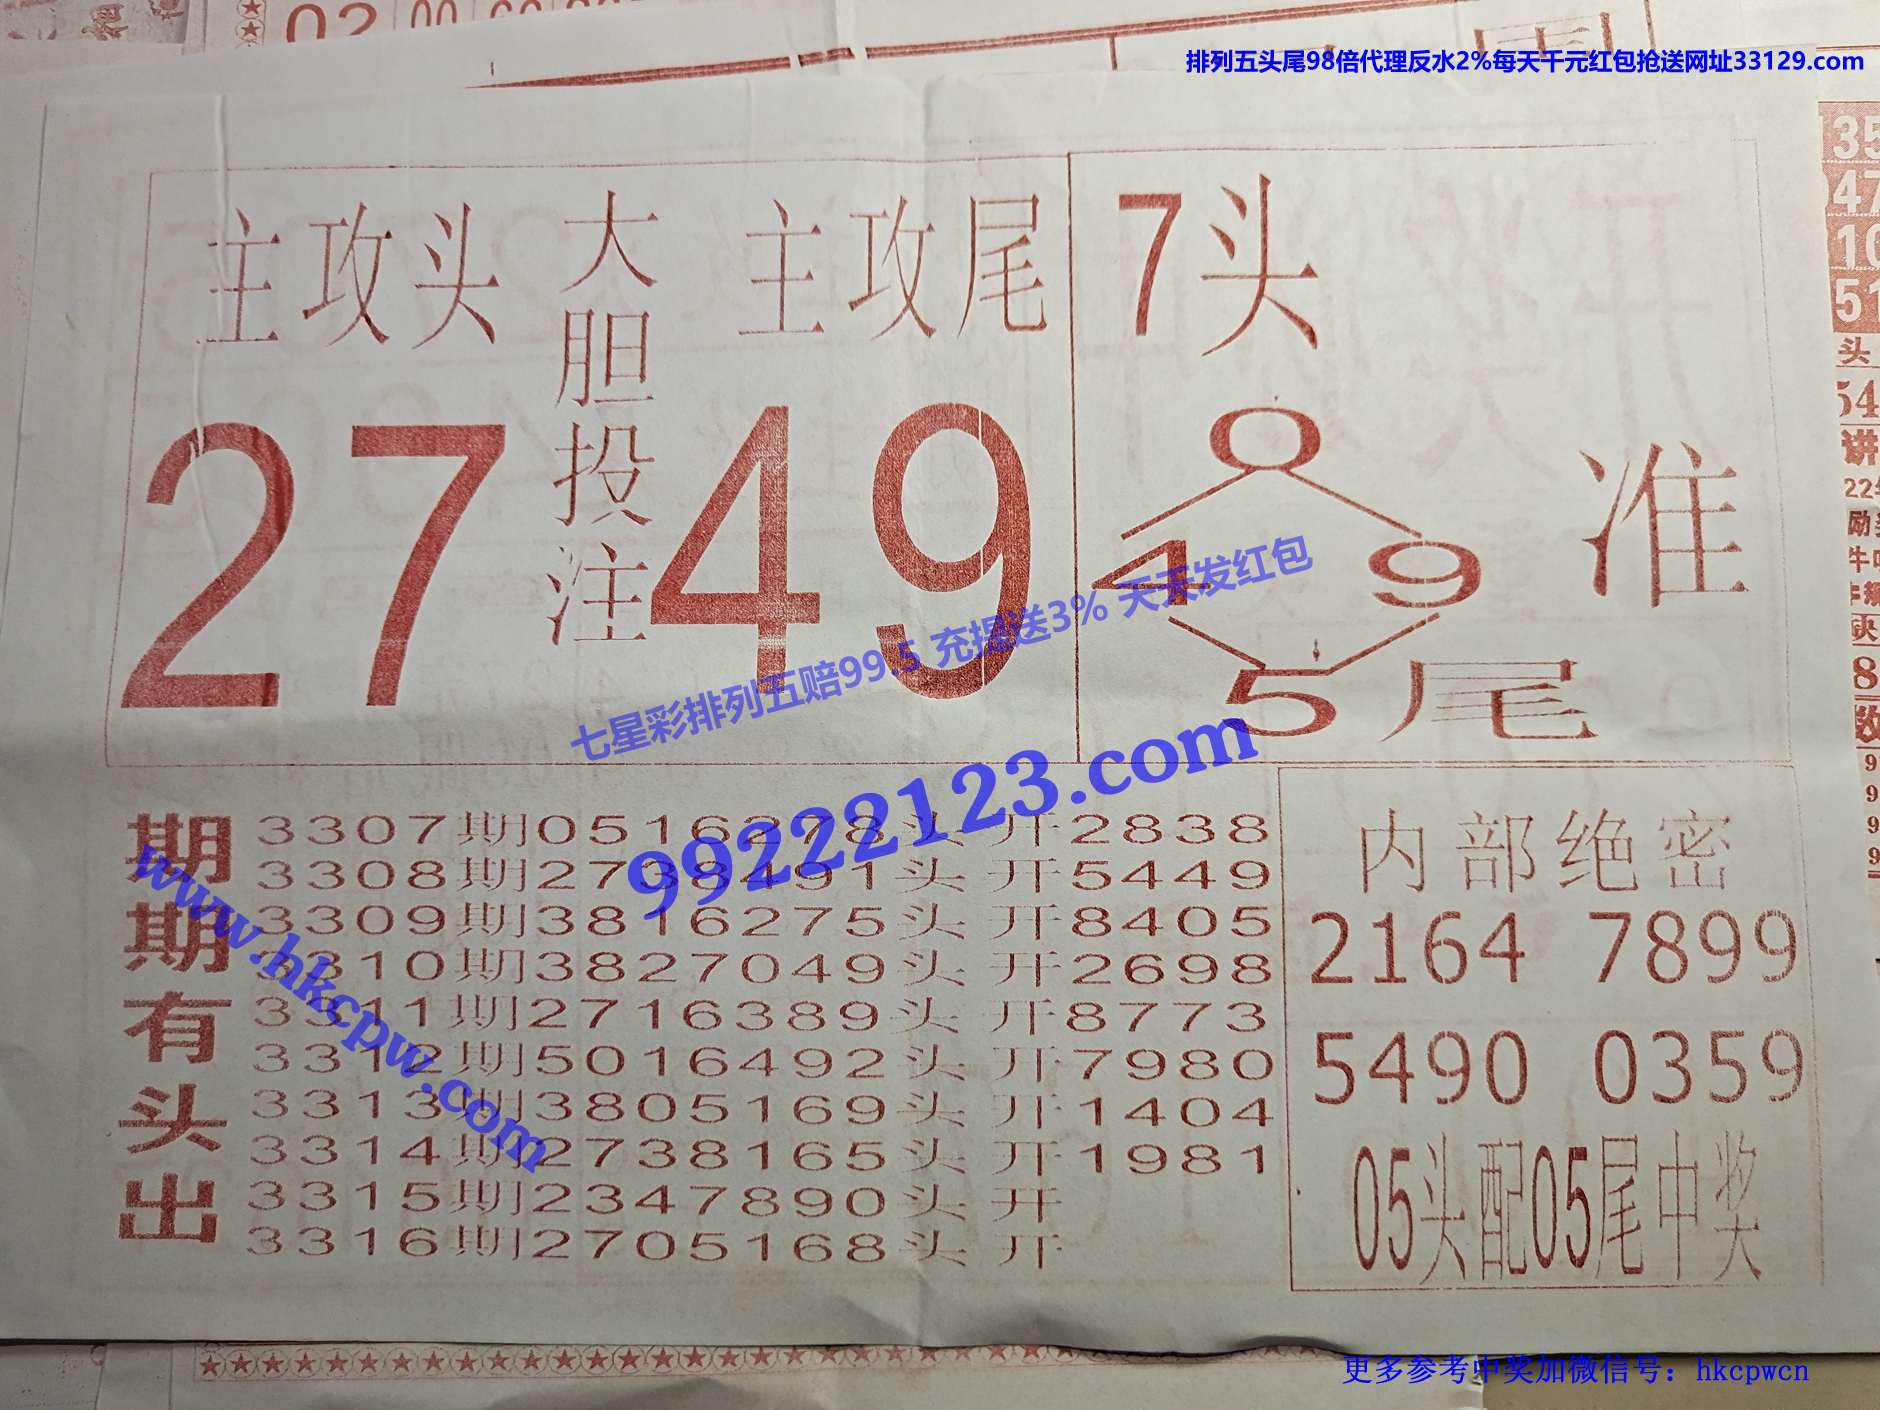 排列五头尾98倍代理反水2%每天千元红包抢送网址33129.com
主攻头
大胆投注
主攻尾
27
49
7头
0
4 9
准
5尾
七星彩排列五赔99.5 充提送3% 天天发红包
99222123.com
www.hkcpw.com
期期有头出
3307期0516278头 开2838
3308期2738491头 开5449
3309期3816275头 开8405
3310期3827049头 开2698
3311期2716389头 开8773
3312期5016492头 开7980
3313期3805169头 开1404
3314期2738165头 开1981
3315期2347890头 开
3316期2705168头 开
内部绝密
2164 7899
5490 0359
05头配05尾中奖
35
47
10
51
头
54
讲
更多参考中奖加微信号：hkcpwcn